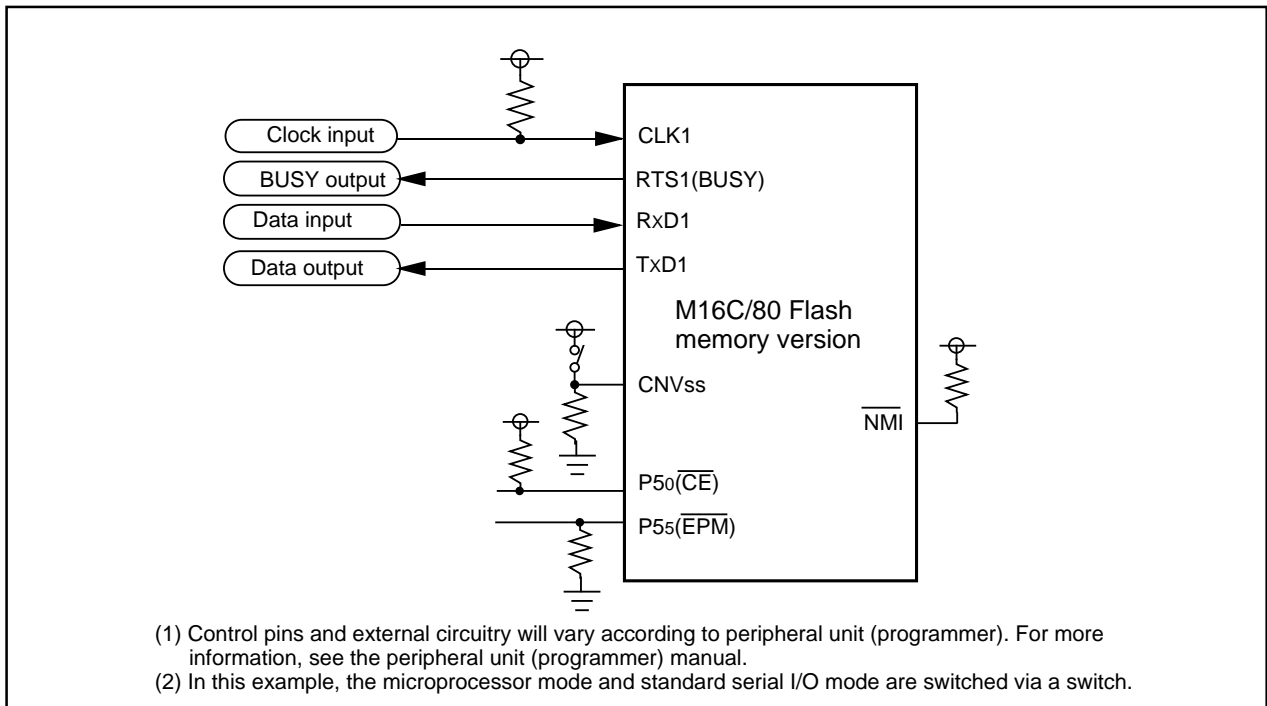 Clock input
CLK1
BUSY output
RTS1(BUSY)
Data input
RxD1
Data output
TxD1
M16C/80 Flash
memory version
CNVss
NMI
P50(CE)
P55(EPM)
(1) Control pins and external circuitry will vary according to peripheral unit (programmer). For more
information, see the peripheral unit (programmer) manual.
(2) In this example, the microprocessor mode and standard serial I/O mode are switched via a switch.